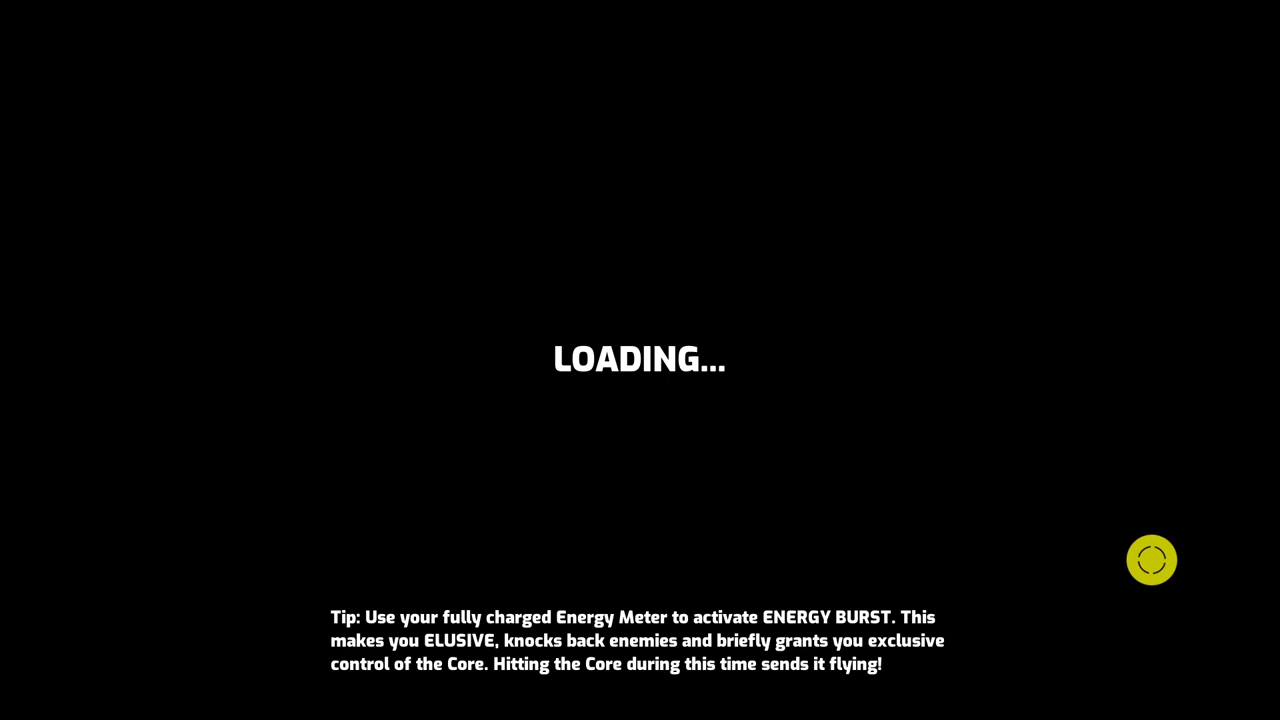 LOADING...
Tip: Use your fully charged Energy Meter to activate ENERGY BURST. This
makes you ELUSIVE, knocks back enemies and briefly grants you exclusive
control of the Core. Hitting the Core during this time sends it flying!